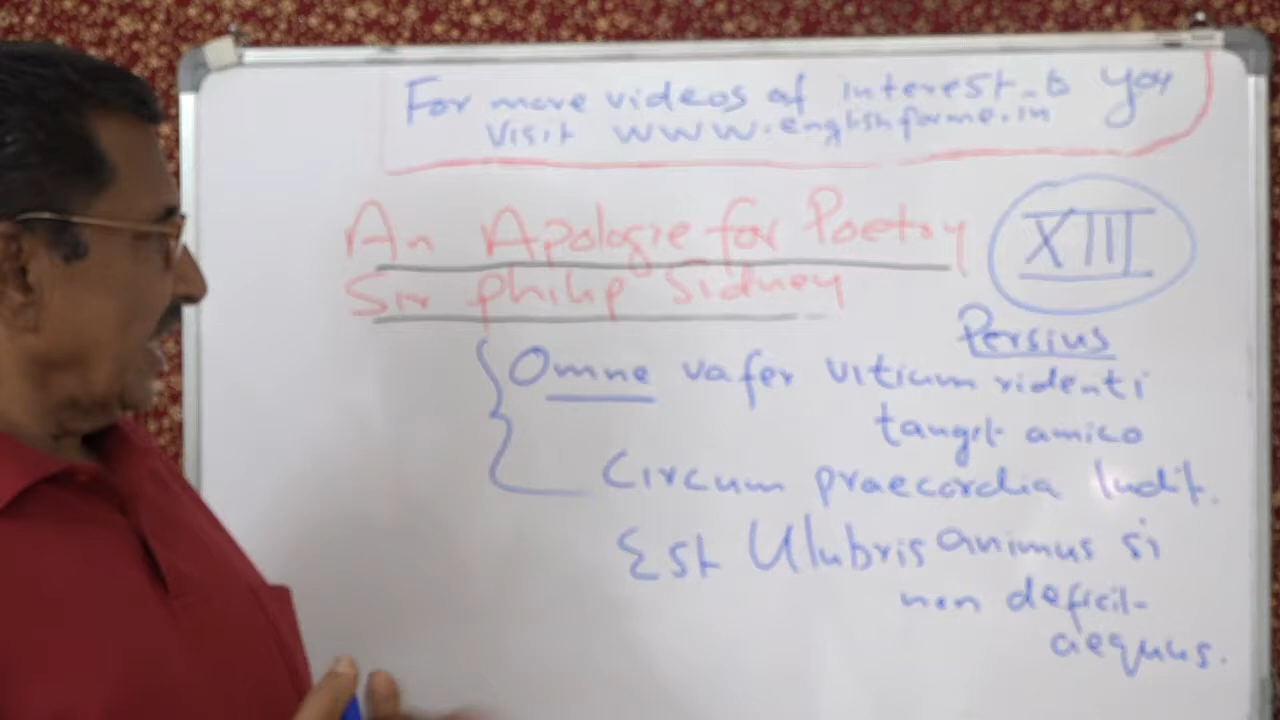 For more videos of interest to you
Visit www.englishforme.in
An Apologie for Poetry
XIII
Sir Philip Sidney
Persius
Omne vafer vitium ridenti
tangit amico
Circum praecordia ludit.
Est Ulubris animus si
non deficit
aequus.